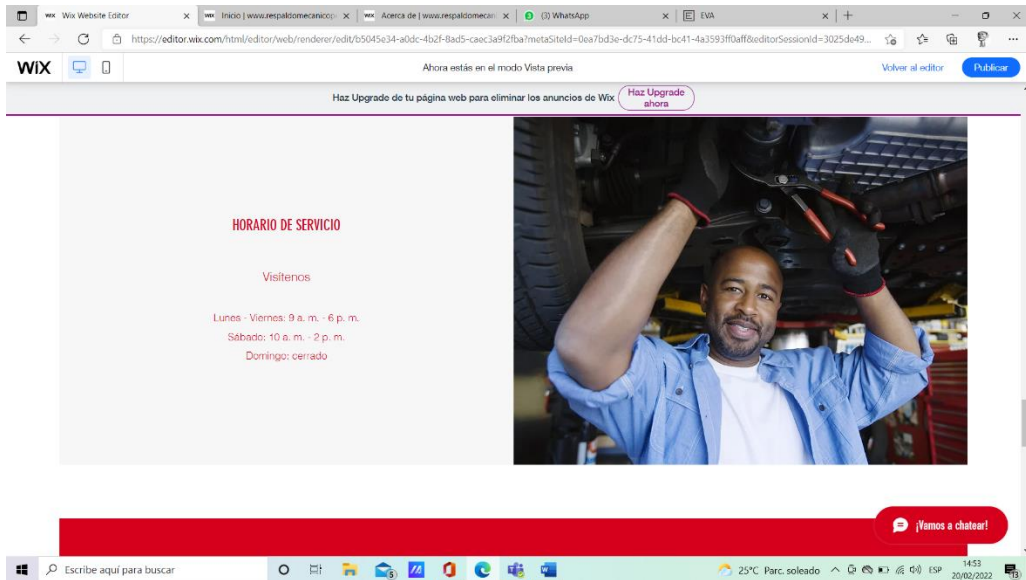 Wix Website Editor
Inicio | www.respaldomecanicop
Acerca de | www.respaldomecan
(3) WhatsApp
EVA
https://editor.wix.com/html/editor/web/renderer/edit/b5045e34-a0dc-4b2f-8ad5-caec3a9f2fba?metaSiteId=0ea7bd3e-dc75-41dd-bc41-4a3593ff0aff&editorSessionId=3025de49...
WiX
Ahora estás en el modo Vista previa
Volver al editor
Publicar
Haz Upgrade de tu página web para eliminar los anuncios de Wix
Haz Upgrade
ahora
HORARIO DE SERVICIO
Visítenos
Lunes - Viernes: 9 a. m. - 6 p. m.
Sábado: 10 a. m. - 2 p. m.
Domingo: cerrado
¡Vamos a chatear!
Escribe aquí para buscar
25°C Parc. soleado
ESP
14:53
20/02/2022